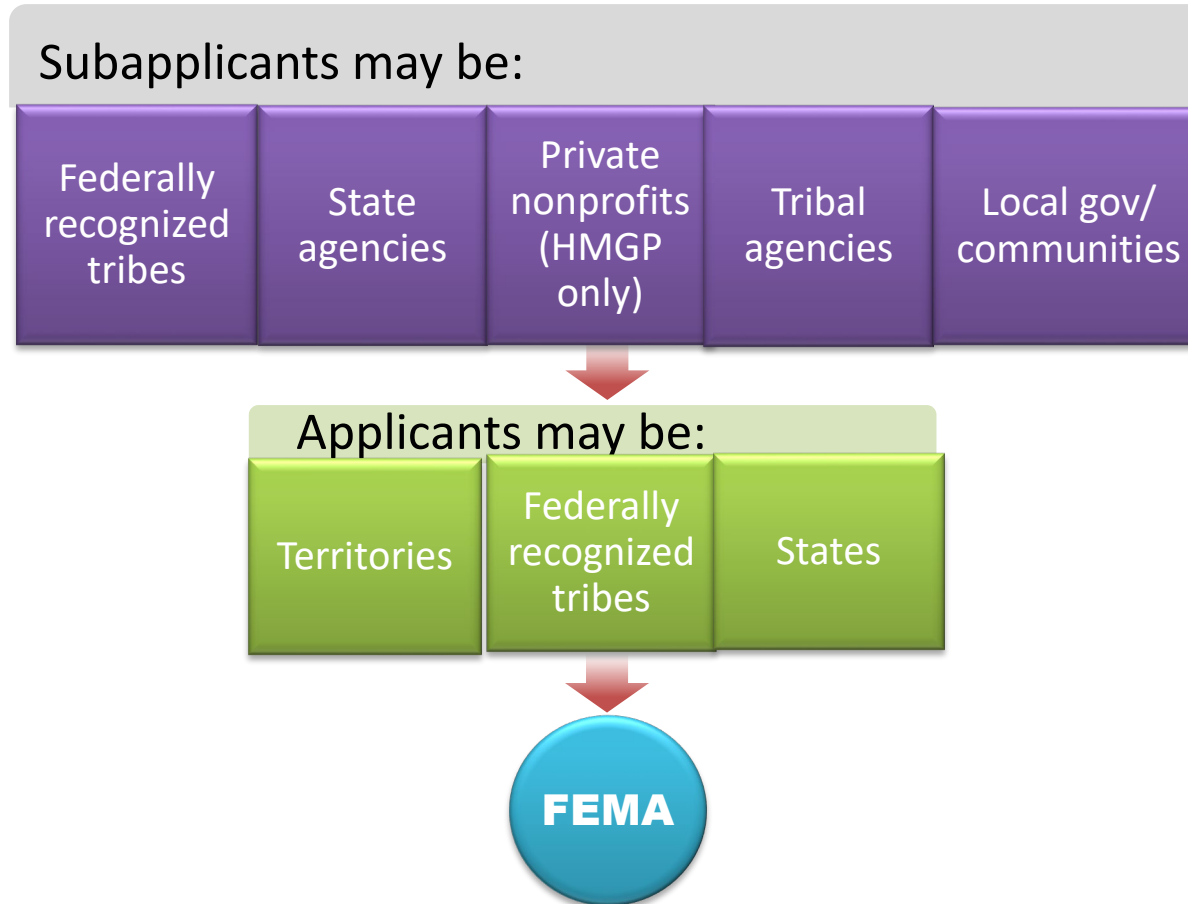 Subapplicants may be:
Federally
recognized
tribes
State
agencies
Private
nonprofits
(HMGP
only)
Tribal
agencies
Local gov/
communities
Applicants may be:
Territories
Federally
recognized
tribes
States
FEMA